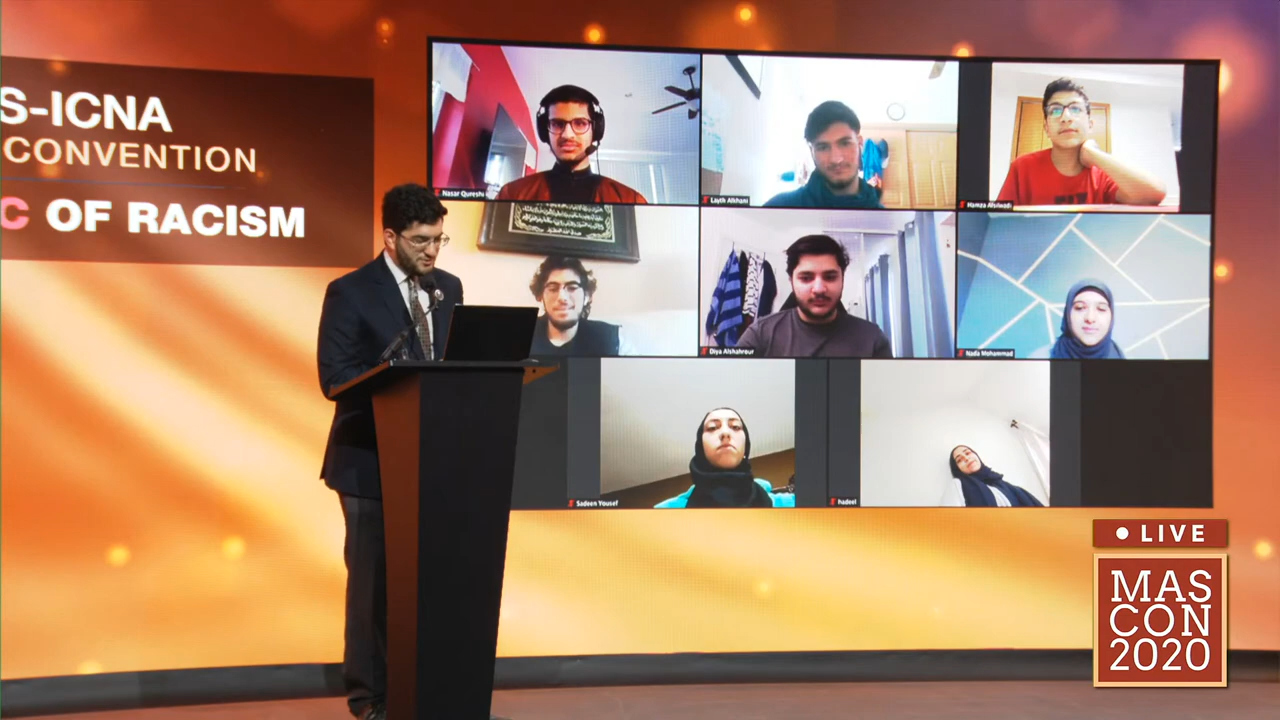 S-ICNA
CONVENTION
C OF RACISM
Nasar Qureshi
Layth Alkhani
Hamza Alsilwadi
Diya Alshahrour
Nada Mohammad
Sadeen Yousef
hadeel
LIVE
MAS
CON
2020